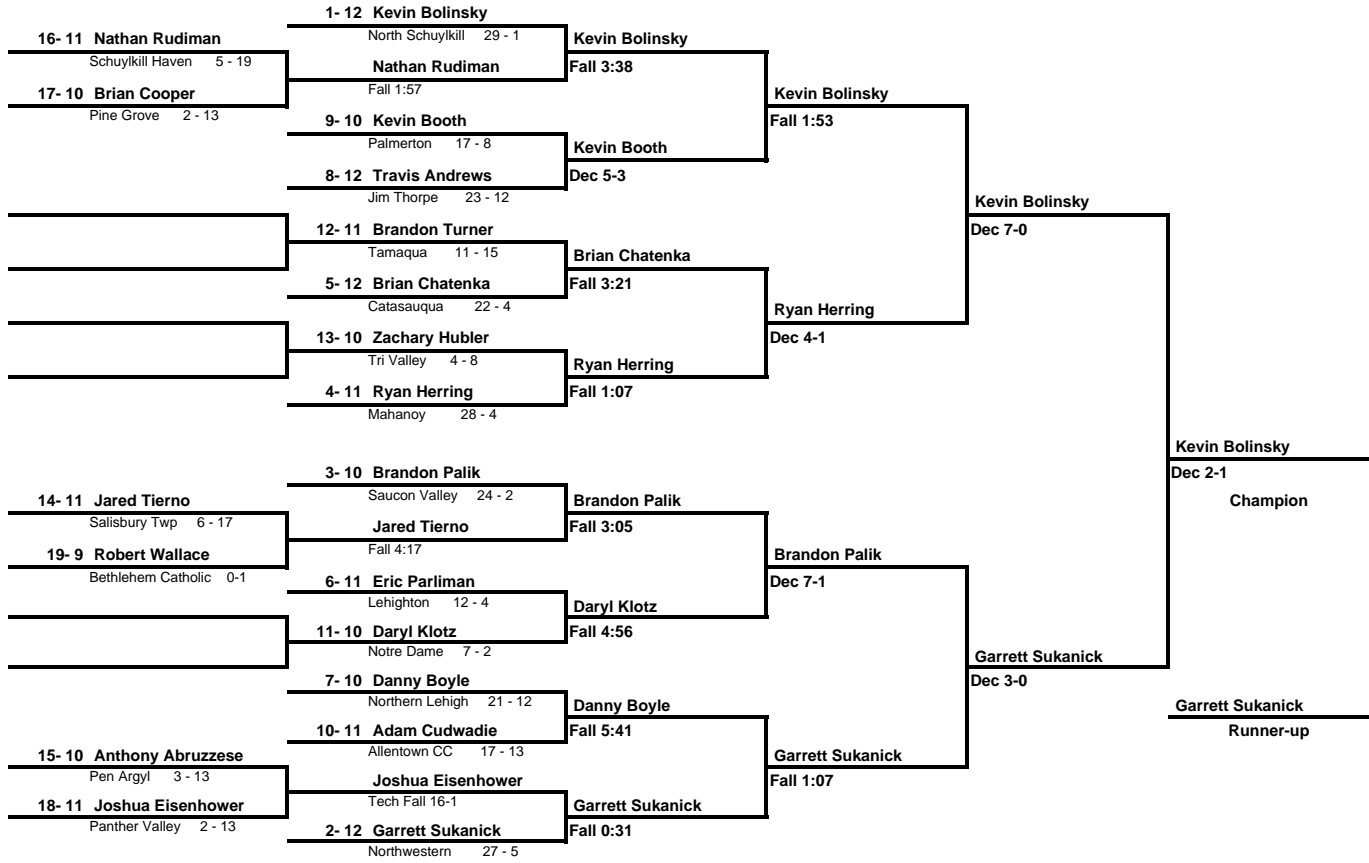 1- 12 Kevin Bolinsky
North Schuylkill 29 - 1
16- 11 Nathan Rudiman
Schuylkill Haven 5 - 19
Kevin Bolinsky
Fall 3:38
Nathan Rudiman
Fall 1:57
17- 10 Brian Cooper
Pine Grove 2 - 13
Kevin Bolinsky
Fall 1:53
9- 10 Kevin Booth
Palmerton 17 - 8
Kevin Booth
Dec 5-3
8- 12 Travis Andrews
Jim Thorpe 23 - 12
Kevin Bolinsky
Dec 7-0
12- 11 Brandon Turner
Tamaqua 11 - 15
Brian Chatenka
Fall 3:21
5- 12 Brian Chatenka
Catasauqua 22 - 4
Ryan Herring
Dec 4-1
13- 10 Zachary Hubler
Tri Valley 4 - 8
Ryan Herring
Fall 1:07
4- 11 Ryan Herring
Mahanoy 28 - 4
Kevin Bolinsky
Dec 2-1
Champion
3- 10 Brandon Palik
Saucon Valley 24 - 2
14- 11 Jared Tierno
Salisbury Twp 6 - 17
Brandon Palik
Fall 3:05
Jared Tierno
Fall 4:17
19- 9 Robert Wallace
Bethlehem Catholic 0-1
Brandon Palik
Dec 7-1
6- 11 Eric Parliman
Lehighton 12 - 4
Daryl Klotz
Fall 4:56
11- 10 Daryl Klotz
Notre Dame 7 - 2
Garrett Sukanick
Dec 3-0
7- 10 Danny Boyle
Northern Lehigh 21 - 12
Danny Boyle
Fall 5:41
Garrett Sukanick
Runner-up
10- 11 Adam Cudwadie
Allentown CC 17 - 13
15- 10 Anthony Abruzzese
Pen Argyl 3 - 13
Garrett Sukanick
Fall 1:07
Joshua Eisenhower
Tech Fall 16-1
18- 11 Joshua Eisenhower
Panther Valley 2 - 13
Garrett Sukanick
Fall 0:31
2- 12 Garrett Sukanick
Northwestern 27 - 5